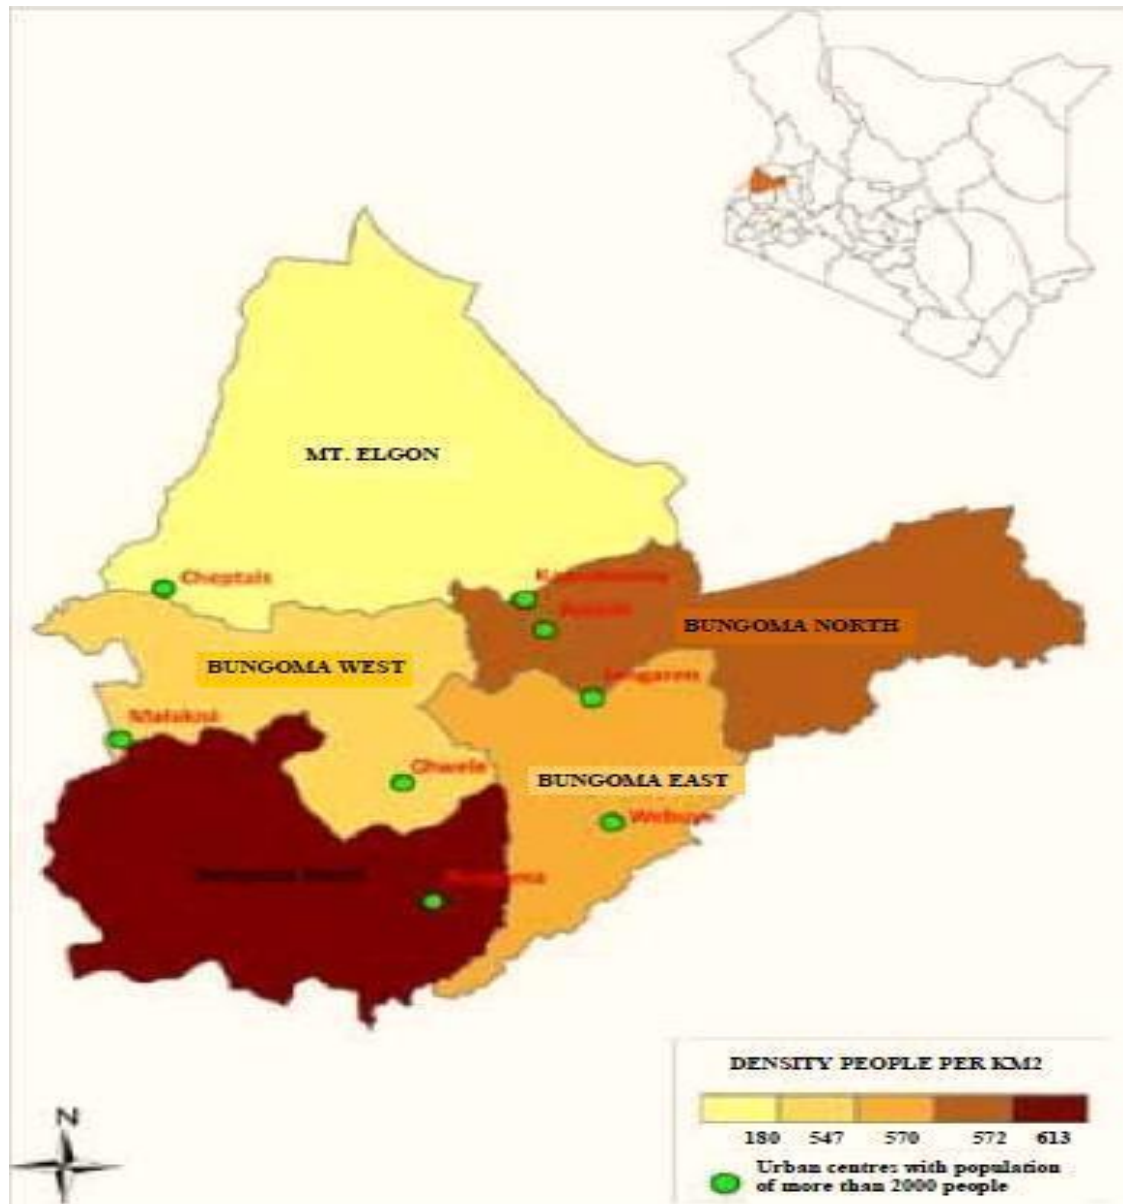 MT. ELGON
Cheptais
BUNGOMA NORTH
BUNGOMA WEST
Malakisi
BUNGOMA EAST
Chwele
Webuye
N
DENSITY PEOPLE PER KM2
180 547 570 572 613
Urban centres with population
of more than 2000 people